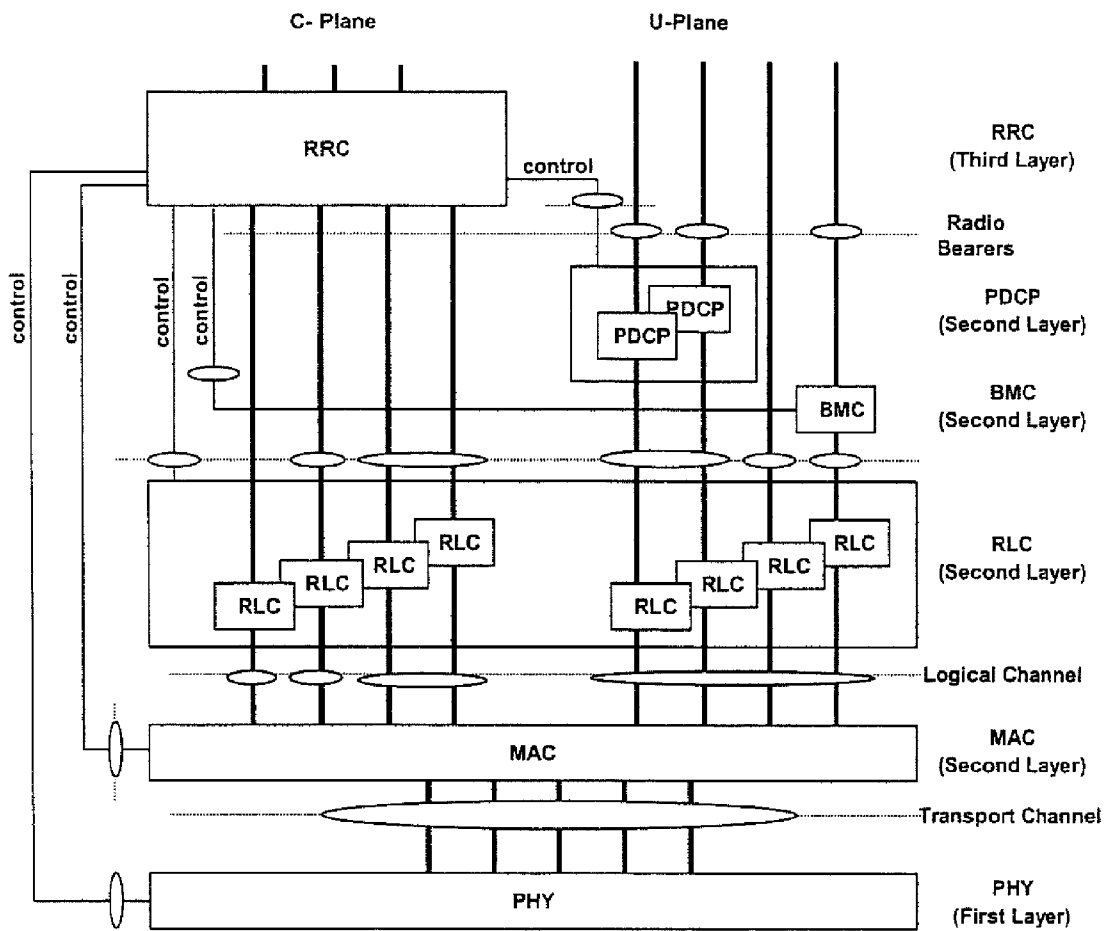 C- Plane
U-Plane
RRC
RRC
(Third Layer)
control
Radio
Bearers
control
control
control
control
PDCP
PDCP
PDCP
(Second Layer)
BMC
BMC
(Second Layer)
RLC
RLC
RLC
RLC
RLC
RLC
RLC
RLC
RLC
(Second Layer)
Logical Channel
MAC
MAC
(Second Layer)
Transport Channel
PHY
PHY
(First Layer)